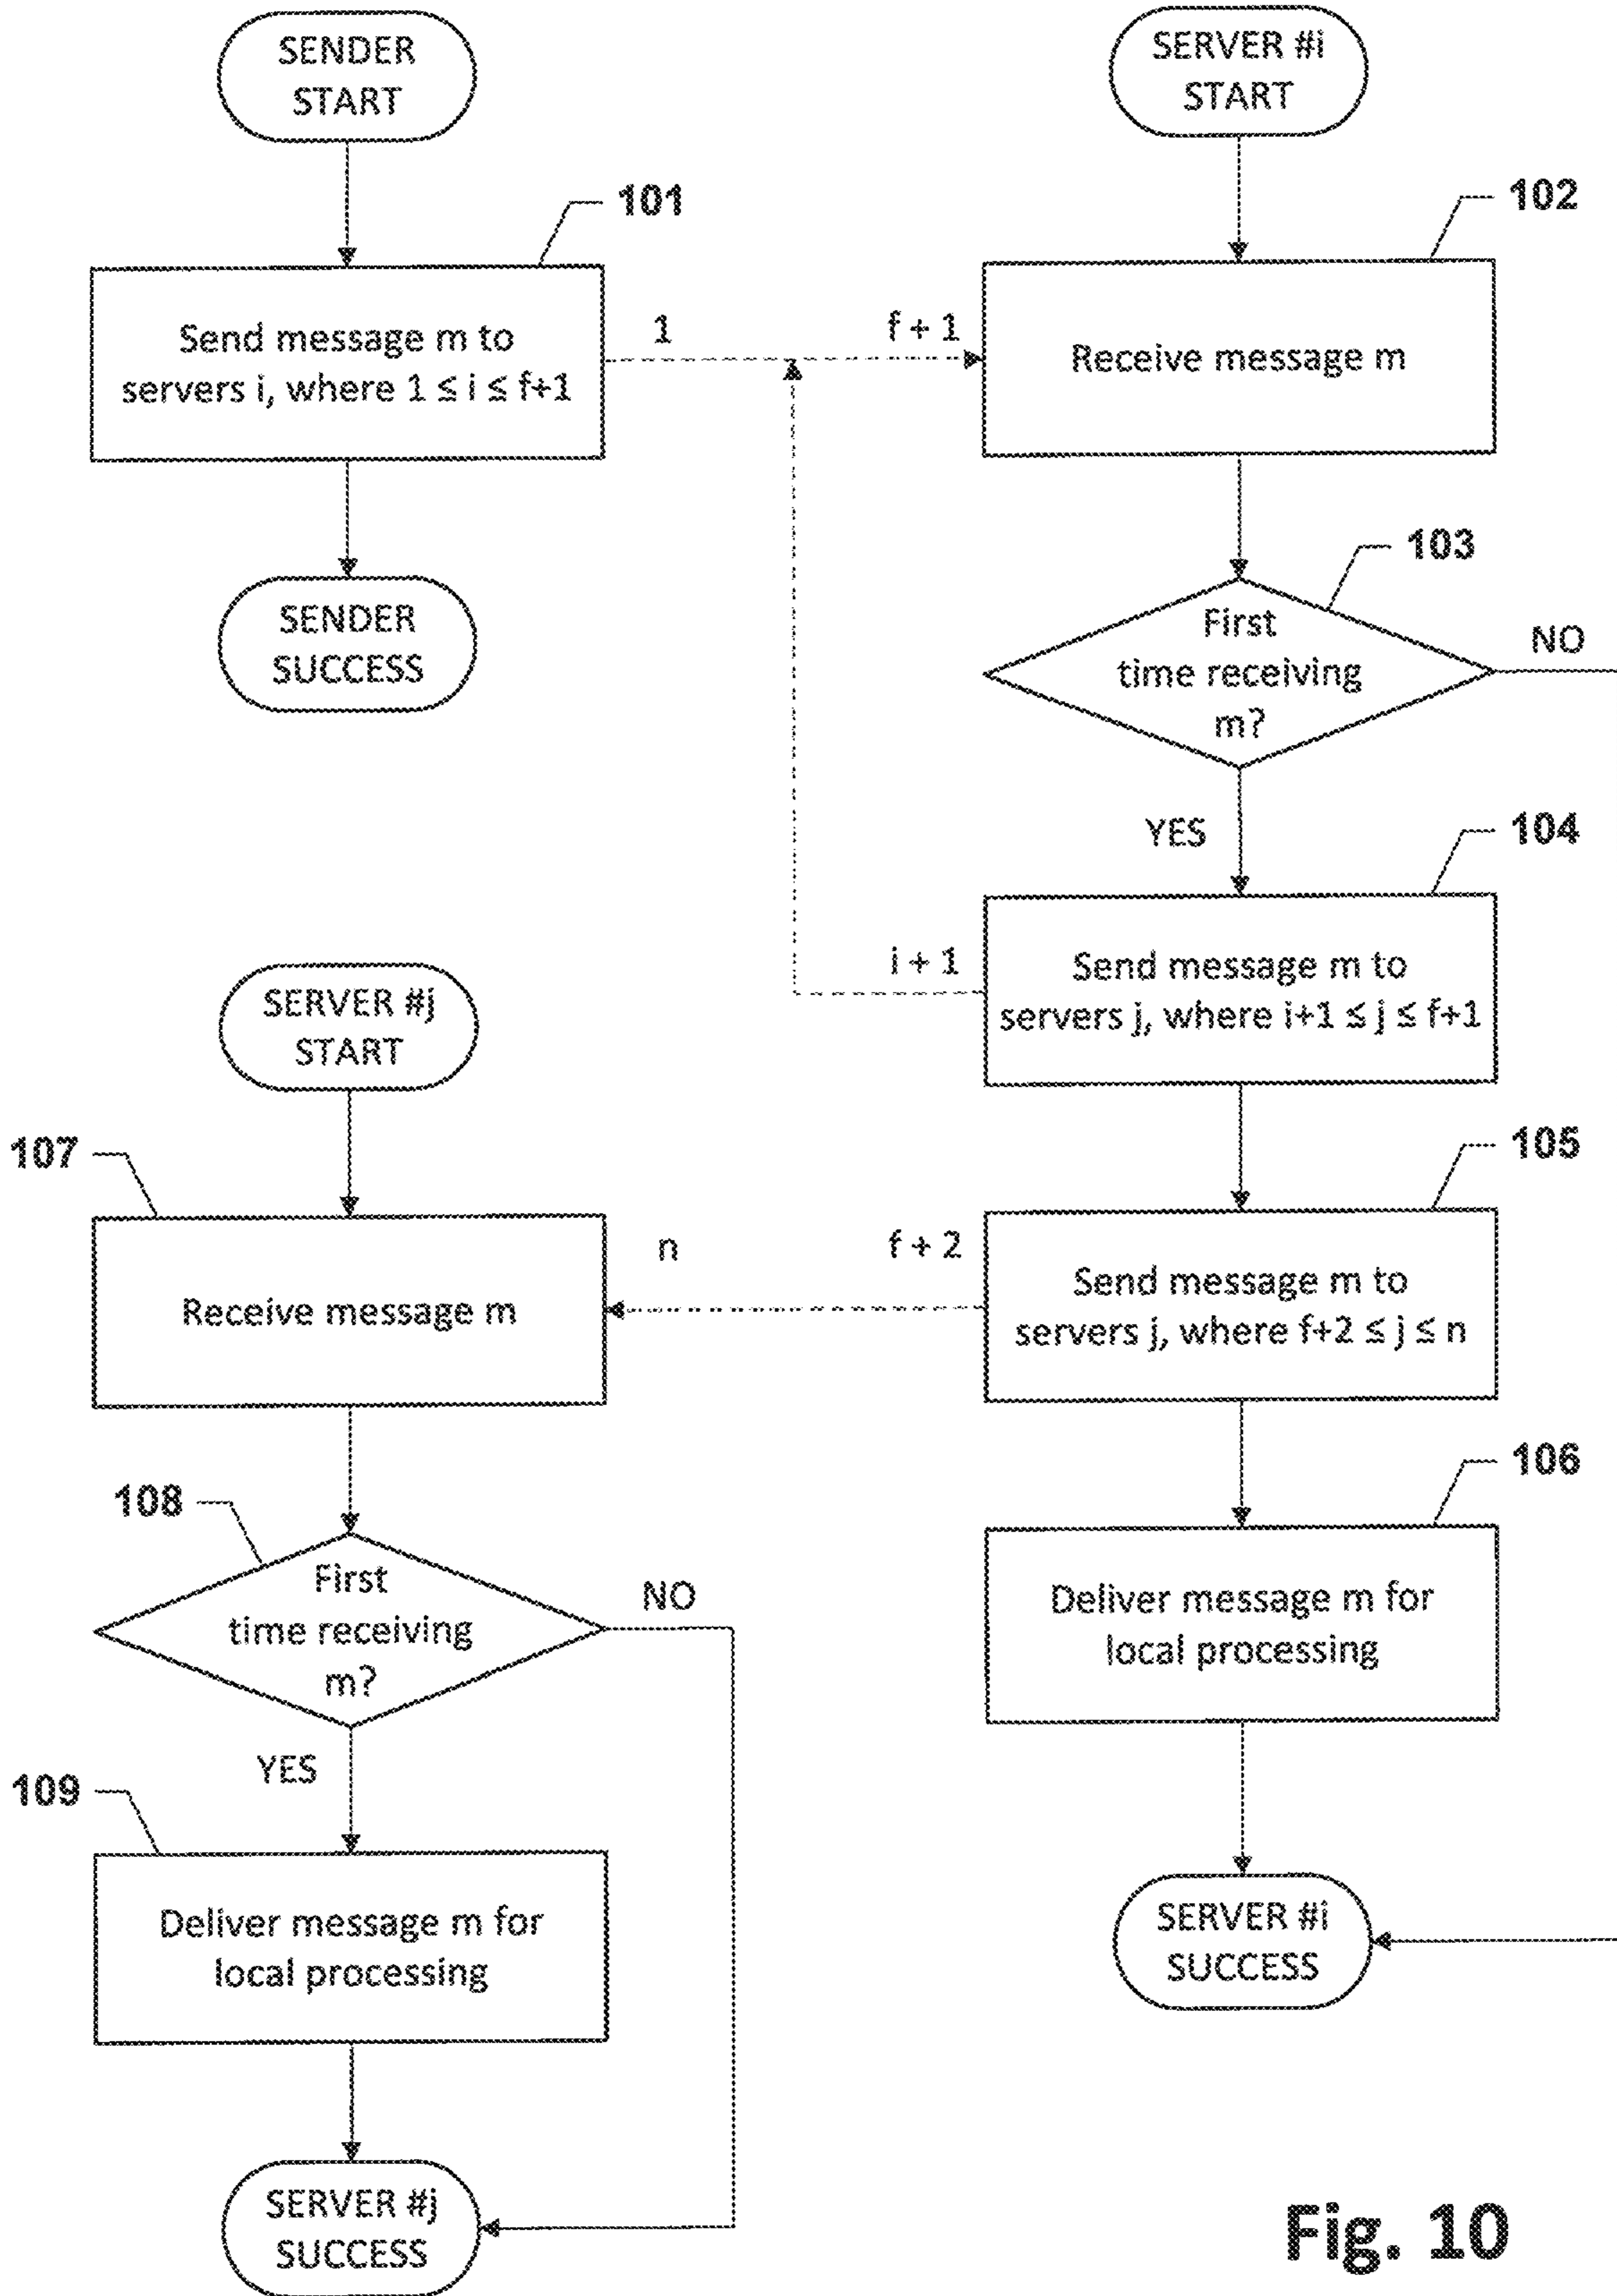 SENDER
START
101
Send message m to
servers i, where 1 ≤ i ≤ f+1
1
f + 1
SENDER
SUCCESS
SERVER #i
START
102
Receive message m
103
First
time receiving
m?
NO
YES
104
i + 1
Send message m to
servers j, where i+1 ≤ j ≤ f+1
105
f + 2
n
Send message m to
servers j, where f+2 ≤ j ≤ n
106
Deliver message m for
local processing
SERVER #i
SUCCESS
SERVER #j
START
107
Receive message m
108
First
time receiving
m?
NO
YES
109
Deliver message m for
local processing
SERVER #j
SUCCESS
Fig. 10